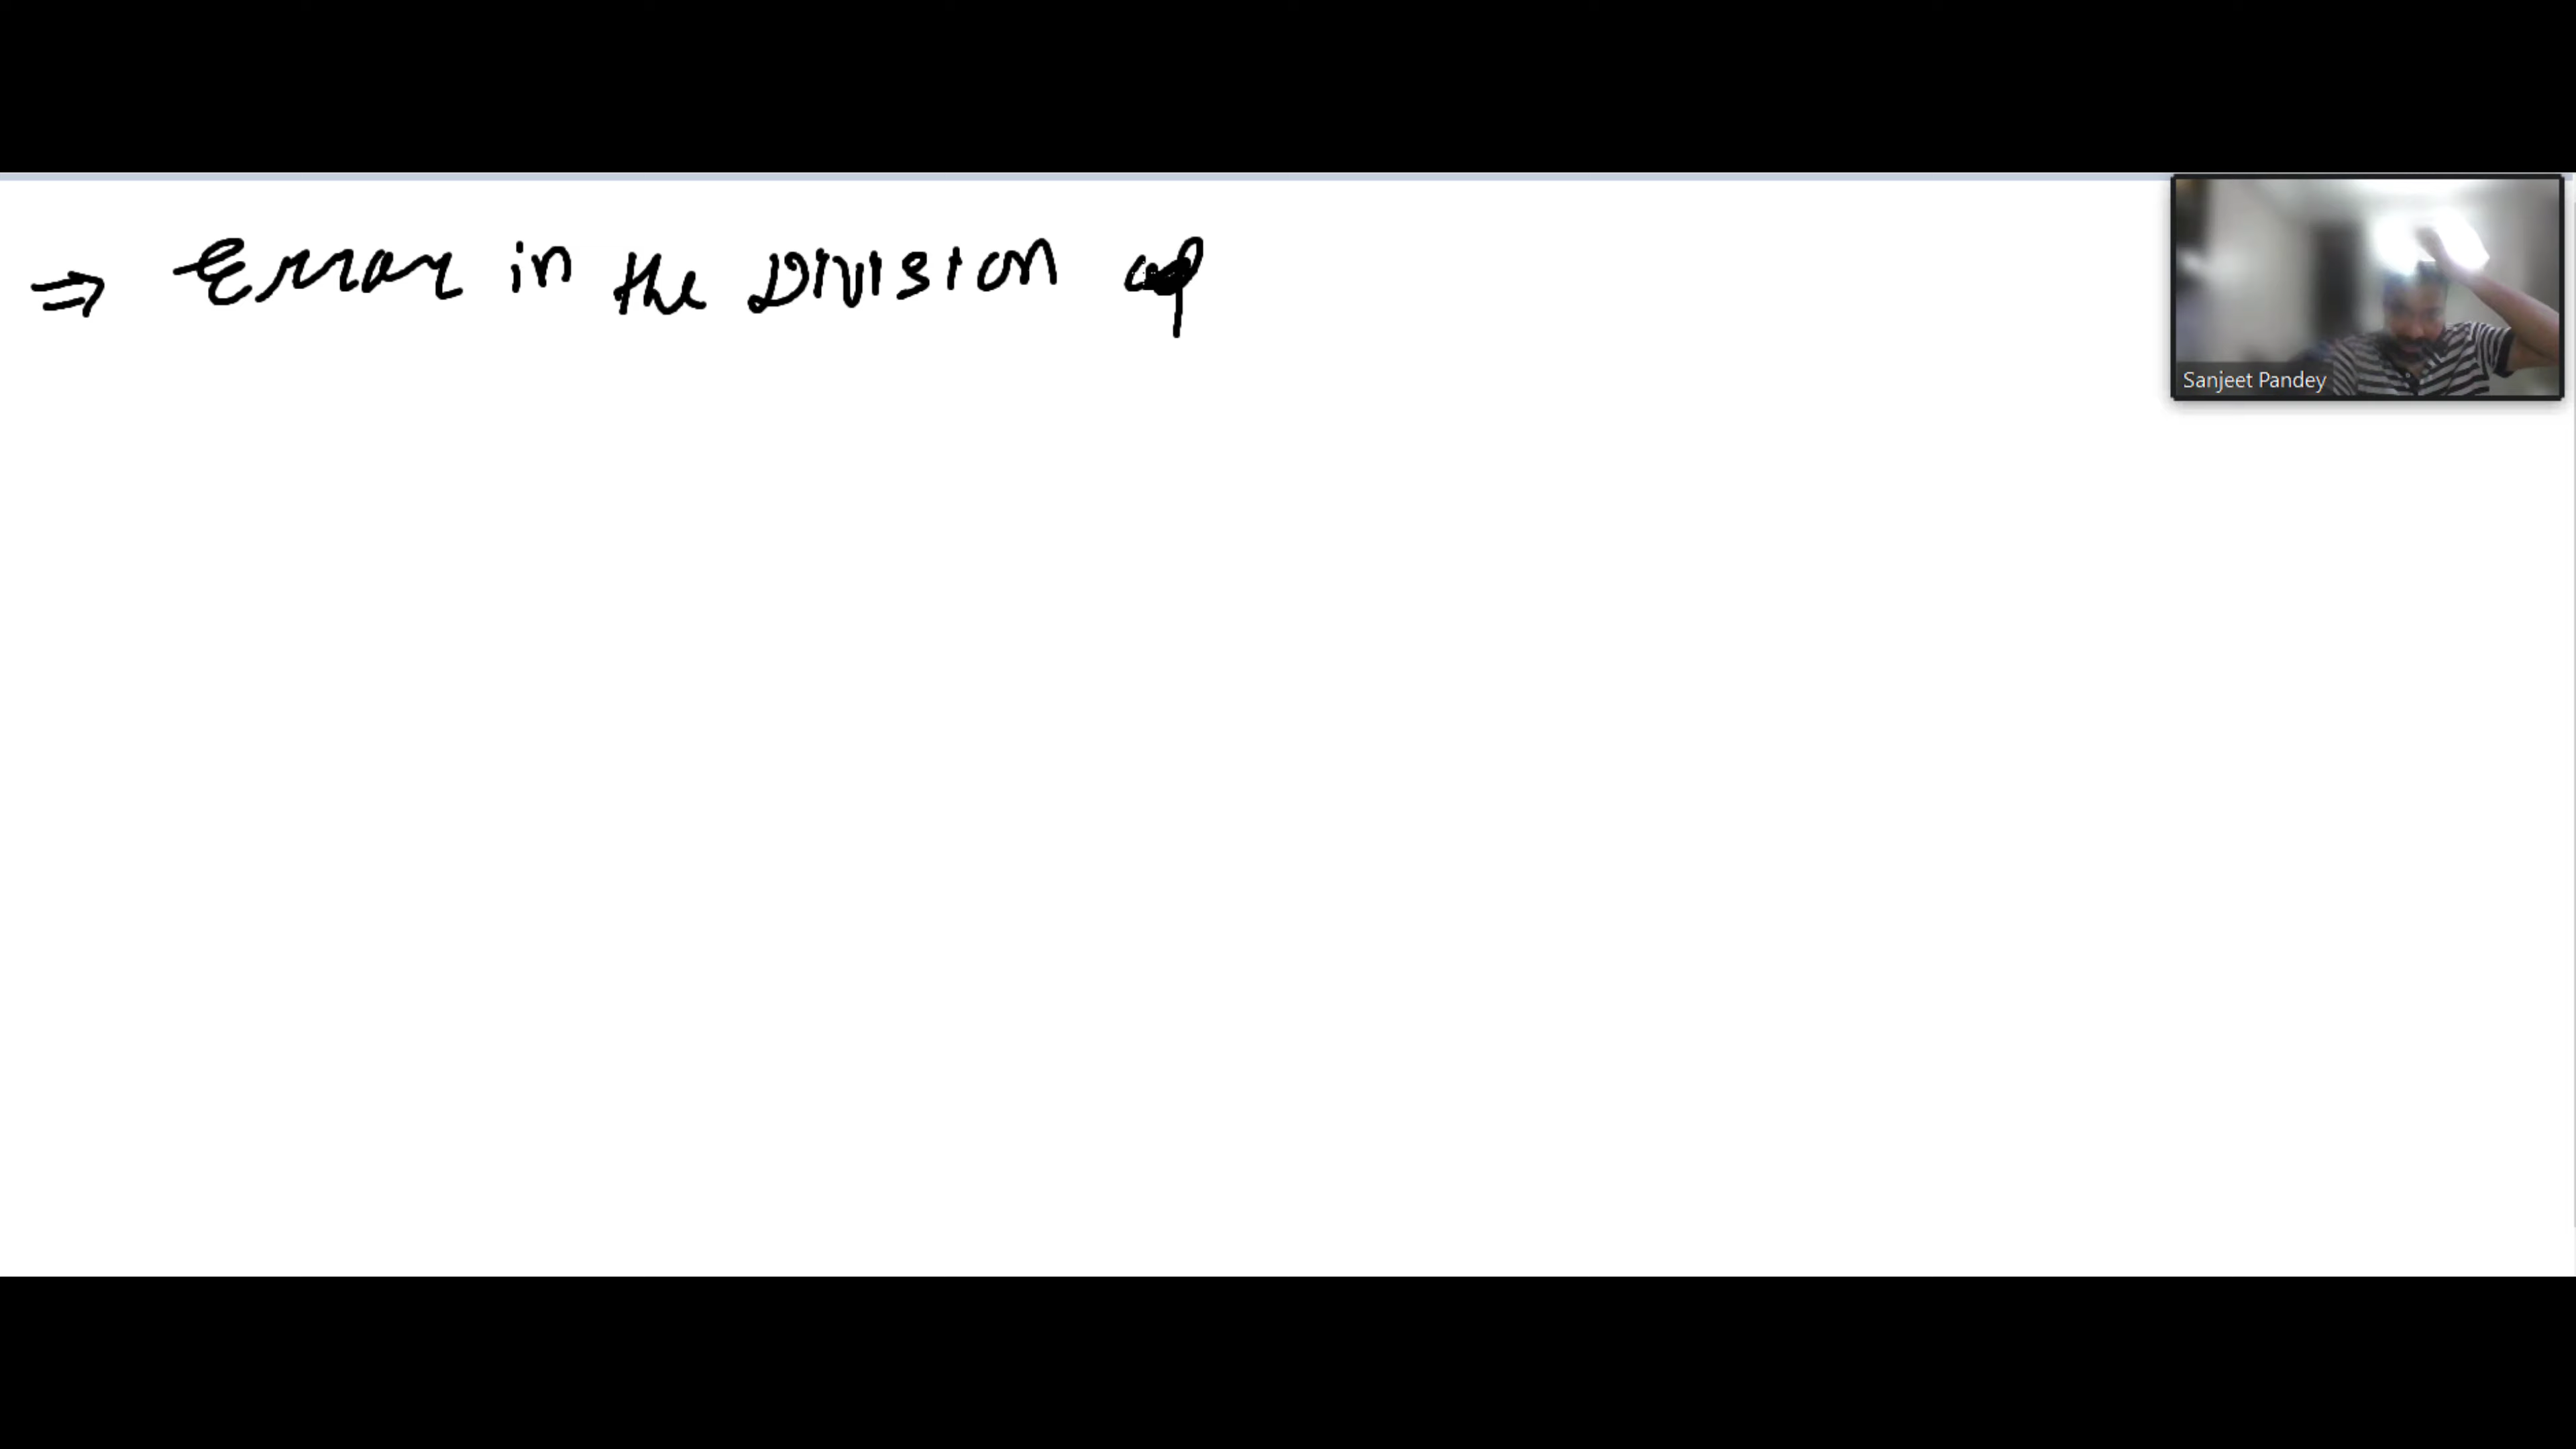 ⇒ Error in the Division of
Sanjeet Pandey